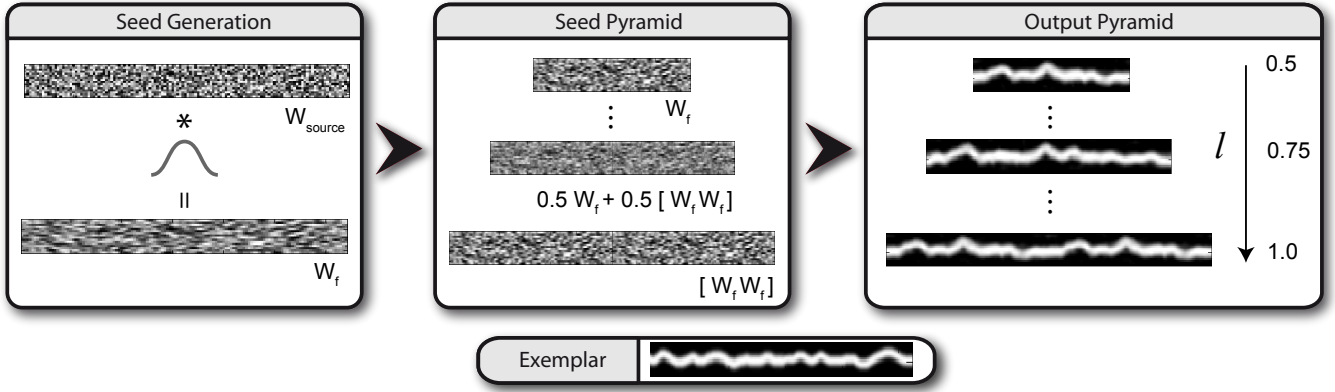 Seed Generation
W_source
*
=
W_f
Seed Pyramid
W_f
⋮
0.5 W_f + 0.5 [ W_f W_f ]
[ W_f W_f ]
Output Pyramid
0.5
⋮
l
0.75
⋮
1.0
Exemplar